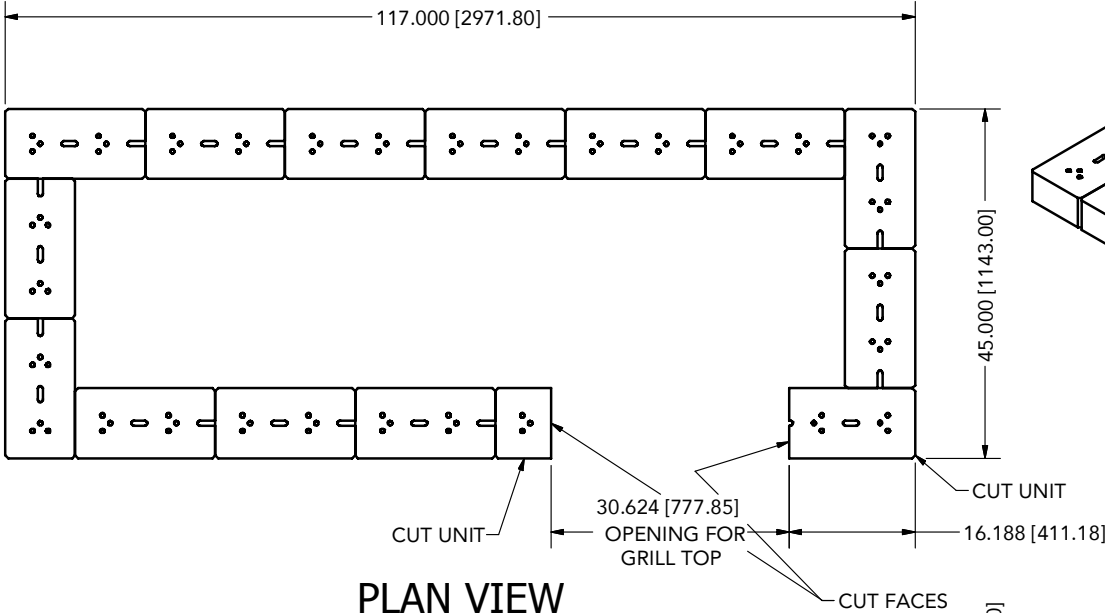 117.000 [2971.80]
45.000 [1143.00]
CUT UNIT
30.624 [777.85]
OPENING FOR
GRILL TOP
CUT UNIT
16.188 [411.18]
CUT FACES
PLAN VIEW